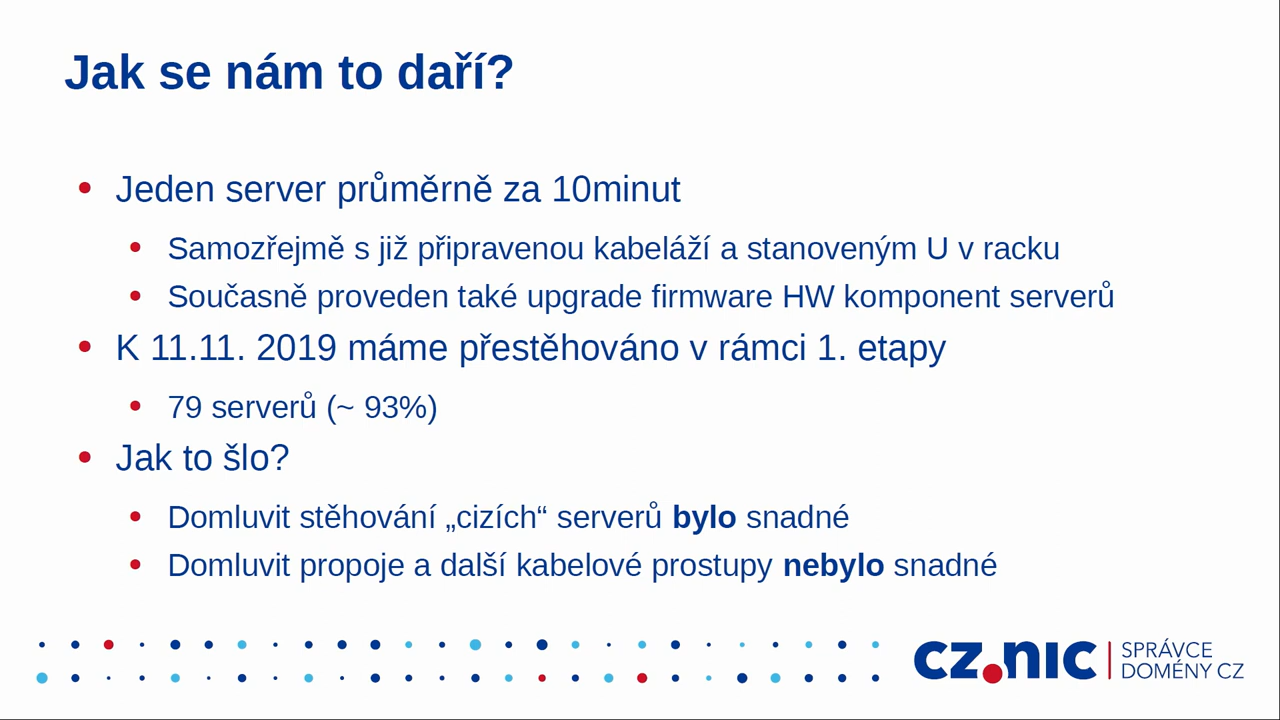 Jak se nám to daří?
Jeden server průměrně za 10minut
Samozřejmě s již připravenou kabeláží a stanoveným U v racku
Současně proveden také upgrade firmware HW komponent serverů
K 11.11. 2019 máme přestěhováno v rámci 1. etapy
79 serverů (~ 93%)
Jak to šlo?
Domluvit stěhování „cizích“ serverů bylo snadné
Domluvit propoje a další kabelové prostupy nebylo snadné
CZ.NIC | SPRÁVCE
DOMÉNY CZ